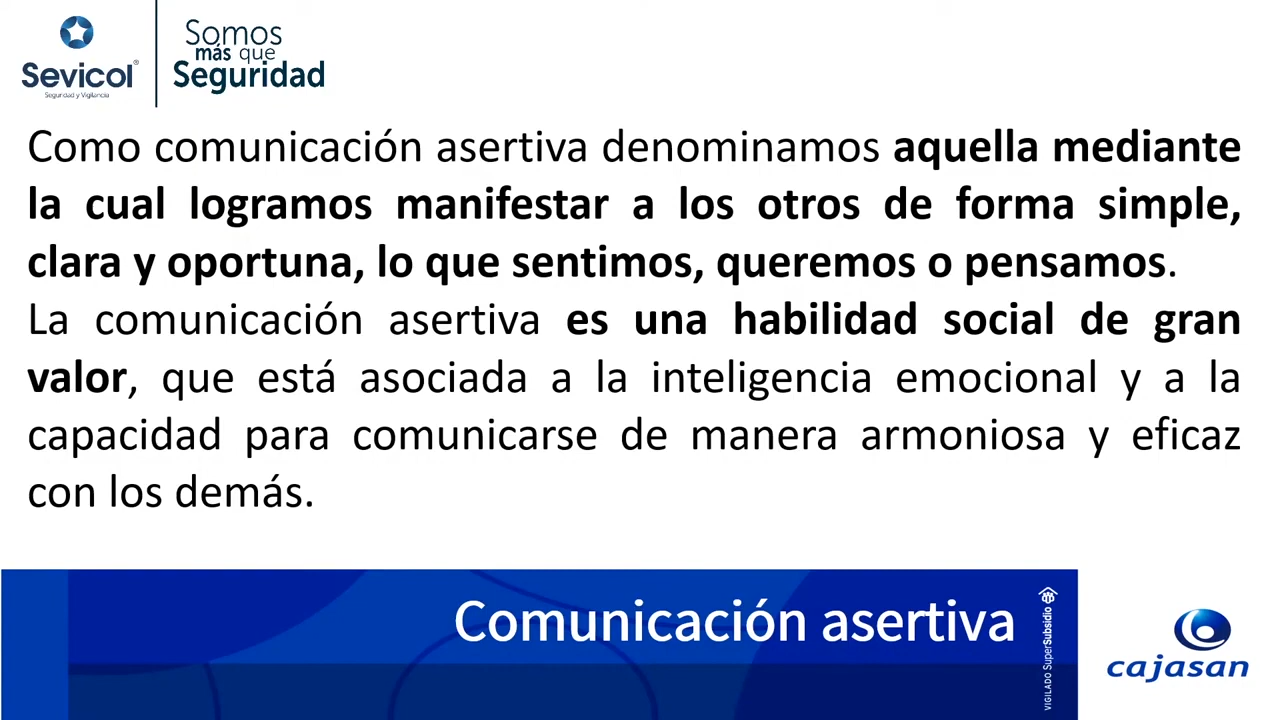 Sevicol®
Seguridad y Vigilancia
Somos
más que
Seguridad
Como comunicación asertiva denominamos aquella mediante
la cual logramos manifestar a los otros de forma simple,
clara y oportuna, lo que sentimos, queremos o pensamos.
La comunicación asertiva es una habilidad social de gran
valor, que está asociada a la inteligencia emocional y a la
capacidad para comunicarse de manera armoniosa y eficaz
con los demás.
Comunicación asertiva
VIGILADO SuperSubsidio
cajasan